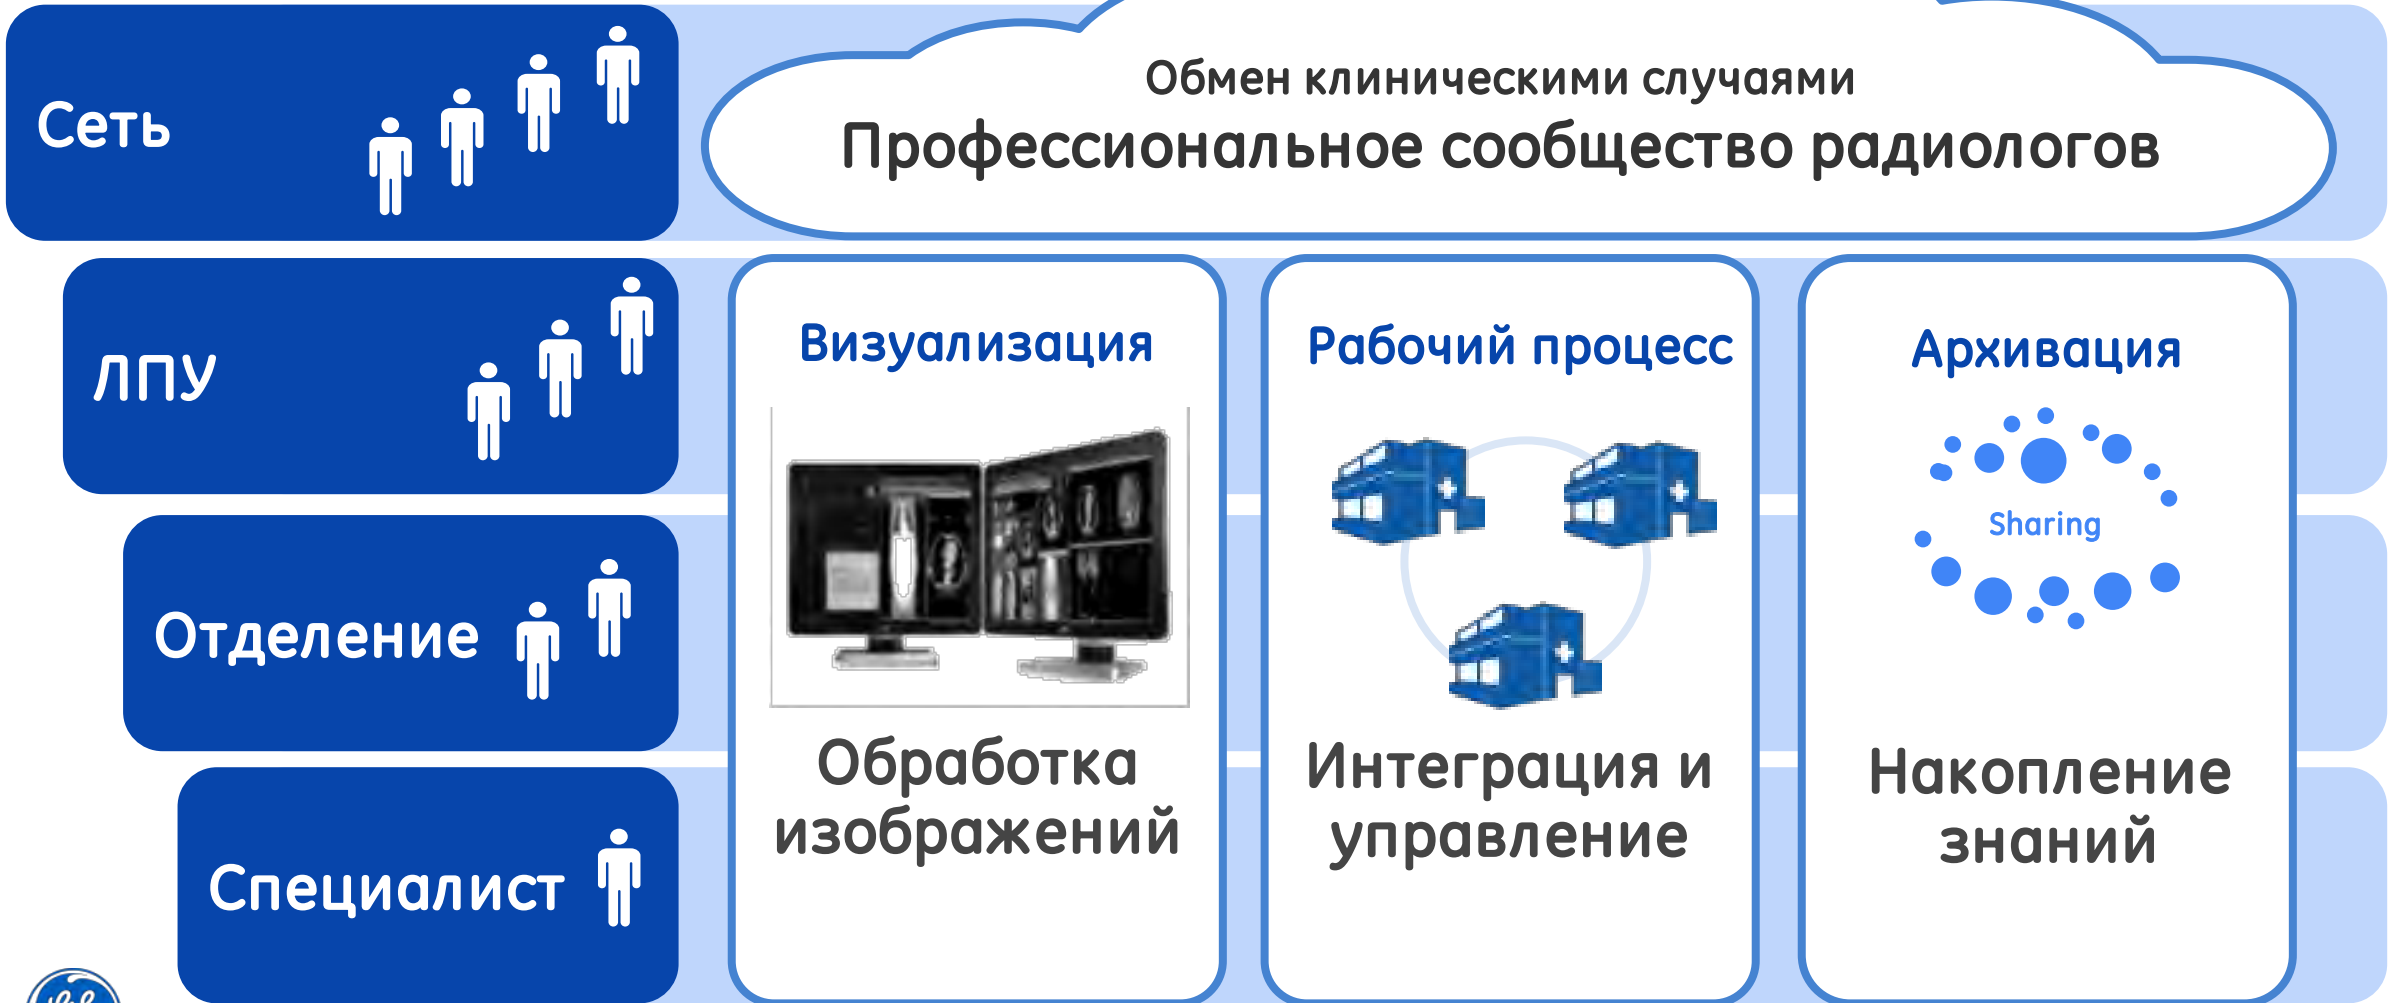 Сеть
Обмен клиническими случаями
Профессиональное сообщество радиологов
ЛПУ
Отделение
Специалист
Визуализация
Обработка
изображений
Рабочий процесс
Интеграция и
управление
Архивация
Sharing
Накопление
знаний